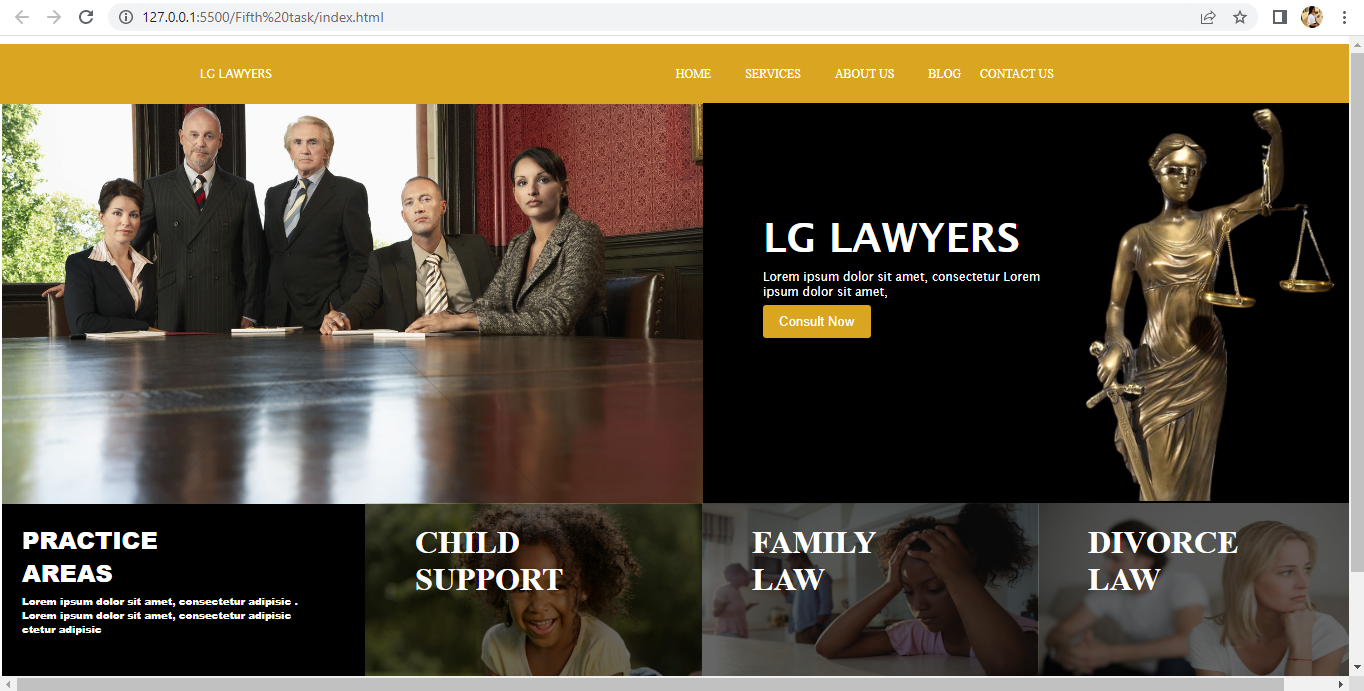 127.0.0.1:5500/Fifth%20task/index.html
LG LAWYERS
HOME SERVICES ABOUT US BLOG CONTACT US
LG LAWYERS
Lorem ipsum dolor sit amet, consectetur Lorem
ipsum dolor sit amet,
Consult Now
PRACTICE
AREAS
Lorem ipsum dolor sit amet, consectetur adipisic .
Lorem ipsum dolor sit amet, consectetur adipisic
ctetur adipisic
CHILD
SUPPORT
FAMILY
LAW
DIVORCE
LAW